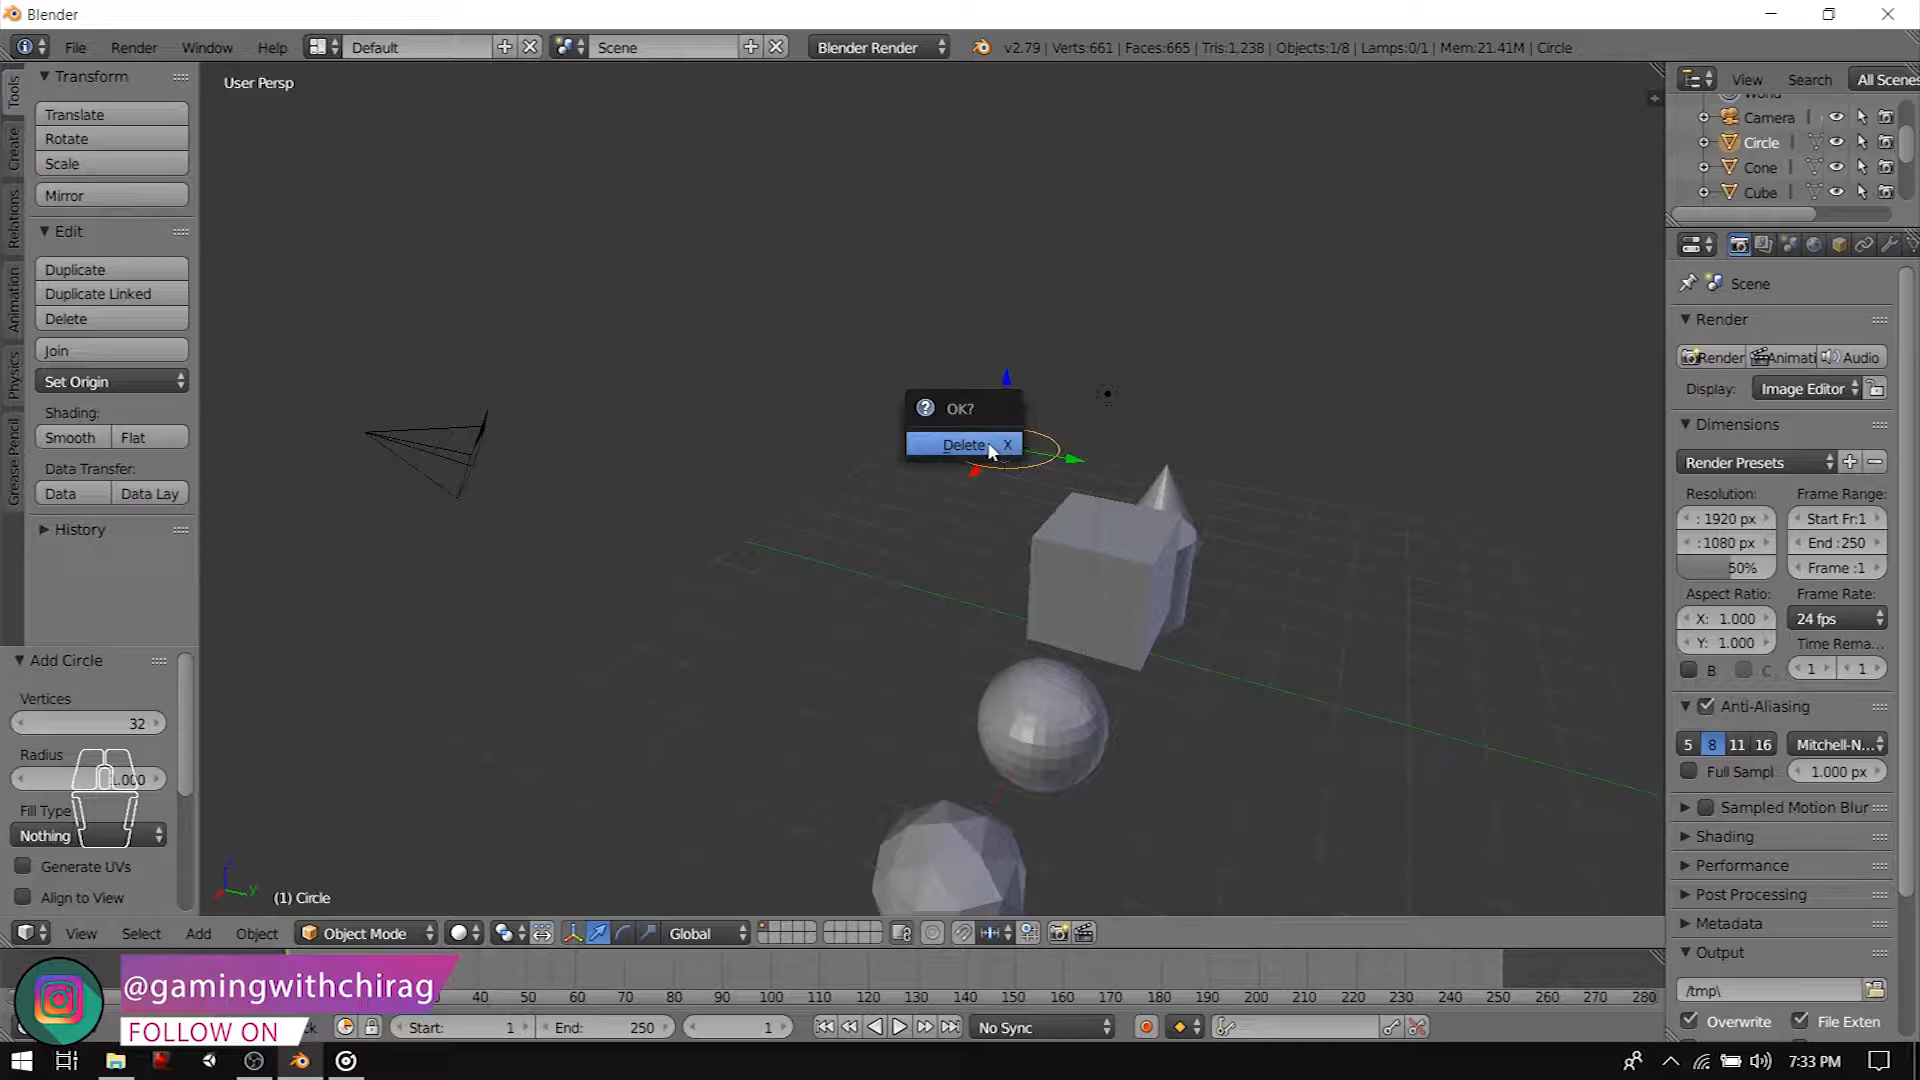 Blender
File Render Window Help Default Scene Blender Render v2.79 | Verts:661 | Faces:665 | Tris:1,238 | Objects:1/8 | Lamps:0/1 | Mem:21.41M | Circle
Tools
Create
Relations
Animation
Physics
Grease Pencil
Transform
Translate
Rotate
Scale
Mirror
Edit
Duplicate
Duplicate Linked
Delete
Join
Set Origin
Shading:
Smooth Flat
Data Transfer:
Data Data Lay
History
Add Circle
Vertices
32
Radius
1.000
Fill Type
Nothing
Generate UVs
Align to View
User Persp
OK?
Delete X
(1) Circle
View Select Add Object Object Mode Global
View Search All Scenes
World
Camera
Circle
Cone
Cube
Scene
Render
Render Animati Audio
Display: Image Editor
Dimensions
Render Presets
Resolution: Frame Range:
: 1920 px Start Fr:1
:1080 px End :250
50% Frame :1
Aspect Ratio: Frame Rate:
X: 1.000 24 fps
Y: 1.000 Time Rema...
B C 1 1
Anti-Aliasing
5 8 11 16 Mitchell-N...
Full Sampl 1.000 px
Sampled Motion Blur
Shading
Performance
Post Processing
Metadata
Output
/tmp\
Overwrite File Exten
@gamingwithchirag
FOLLOW ON
40 50 60 70 80 90 100 110 120 130 140 150 160 170 180 190 200 210 220 230 240 250 260 270 280
Start: 1 End: 250 1 No Sync
7:33 PM